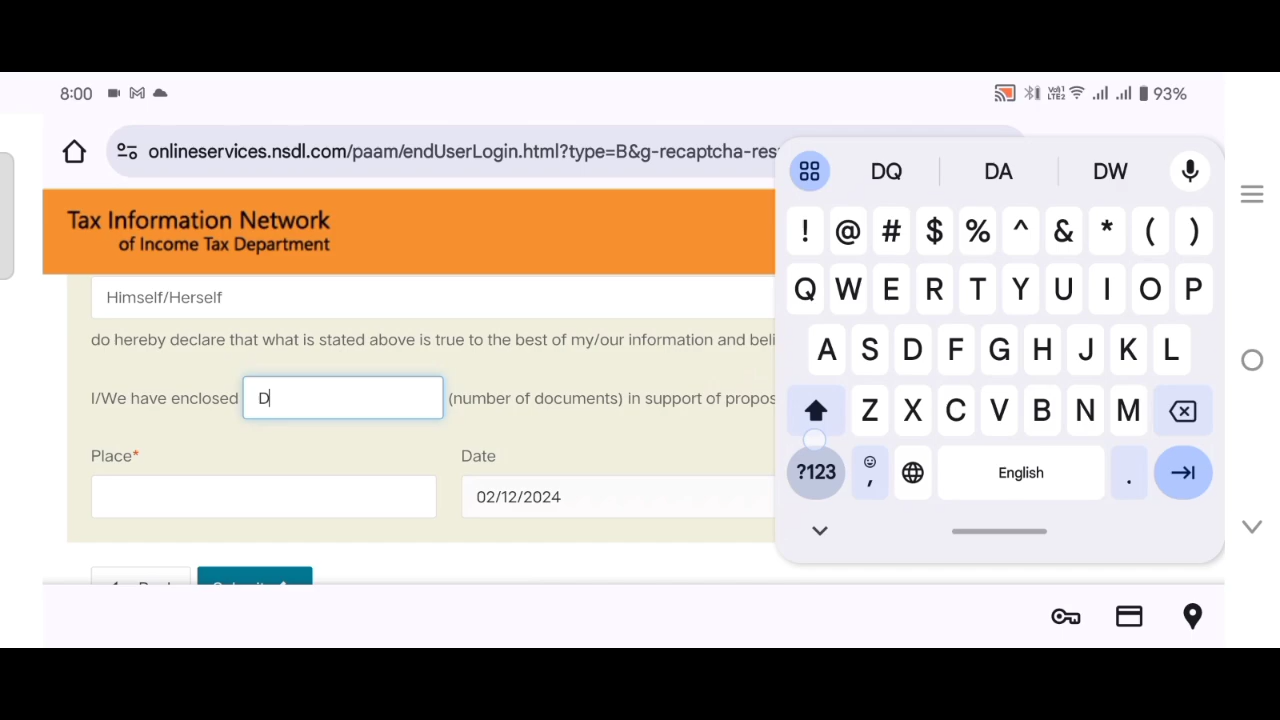 8:00 93%
onlineservices.nsdl.com/paam/endUserLogin.html?type=B&g-recaptcha-res
Tax Information Network
of Income Tax Department
Himself/Herself
do hereby declare that what is stated above is true to the best of my/our information and beli
I/We have enclosed D (number of documents) in support of propos
Place* Date
02/12/2024
DQ DA DW
! @ # $ % ^ & * ( )
Q W E R T Y U I O P
A S D F G H J K L
Z X C V B N M
?123 , English .